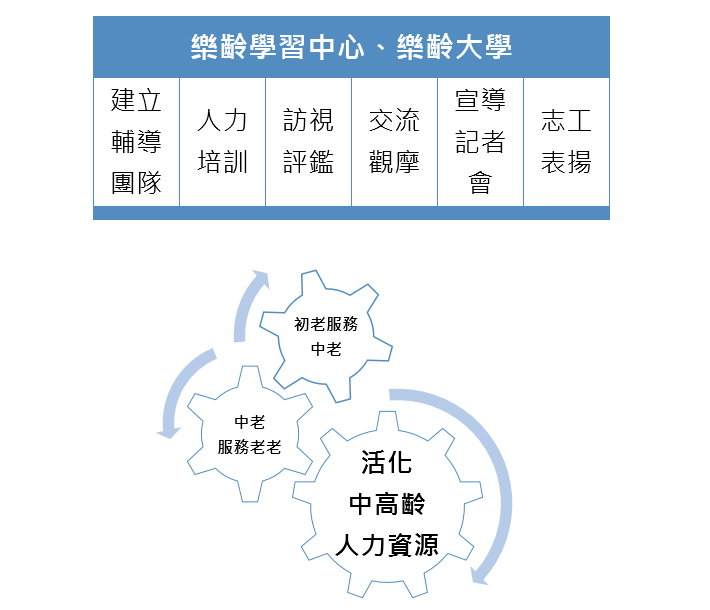 樂齡學習中心、樂齡大學
建立
輔導
團隊
人力
培訓
訪視
評鑑
交流
觀摩
宣導
記者
會
志工
表揚
初老服務
中老
中老
服務老老
活化
中高齡
人力資源